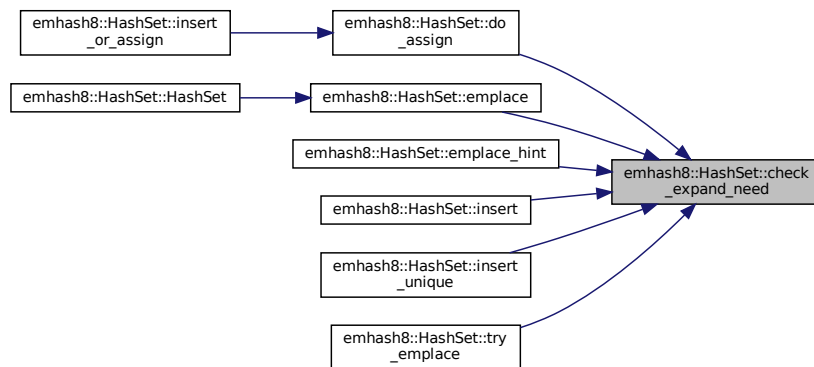 emhash8::HashSet::insert
_or_assign
emhash8::HashSet::do
_assign
emhash8::HashSet::HashSet
emhash8::HashSet::emplace
emhash8::HashSet::emplace_hint
emhash8::HashSet::check
_expand_need
emhash8::HashSet::insert
emhash8::HashSet::insert
_unique
emhash8::HashSet::try
_emplace